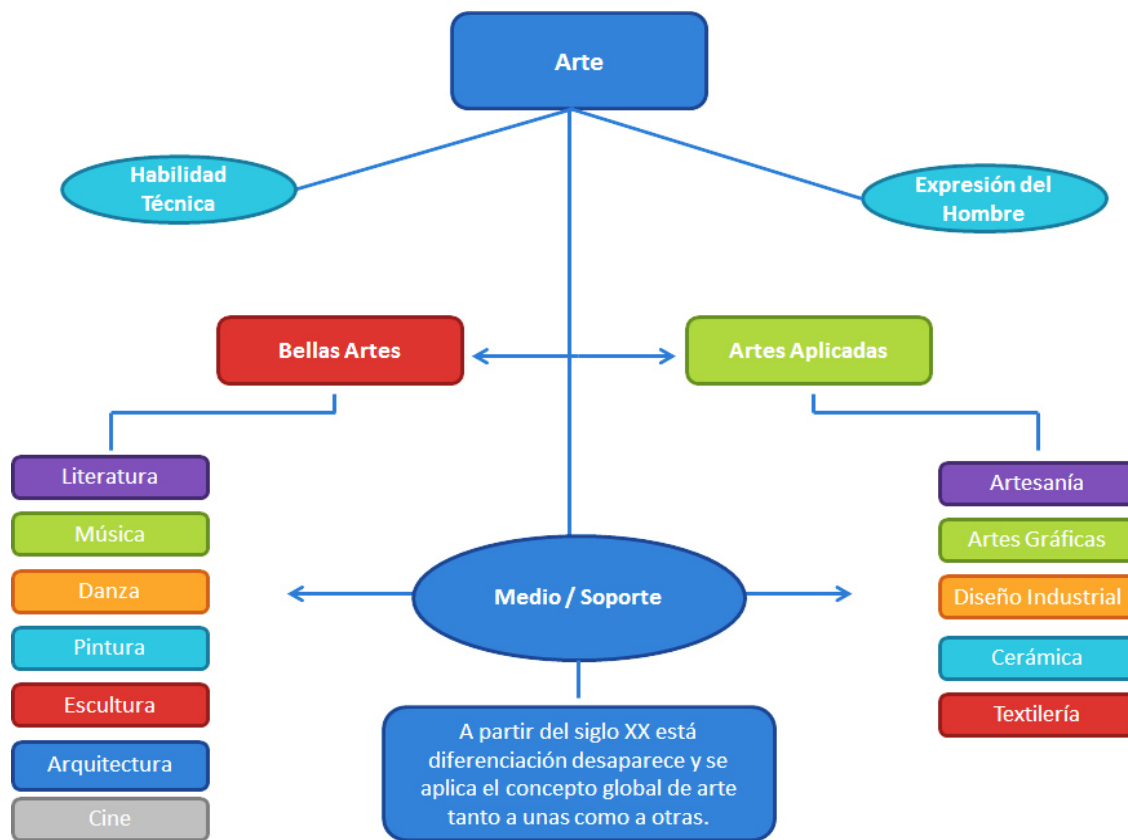 Arte
Habilidad
Técnica
Expresión del
Hombre
Bellas Artes
Artes Aplicadas
Literatura
Música
Danza
Pintura
Escultura
Arquitectura
Cine
Medio / Soporte
A partir del siglo XX está
diferenciación desaparece y se
aplica el concepto global de arte
tanto a unas como a otras.
Artesanía
Artes Gráficas
Diseño Industrial
Cerámica
Textilería